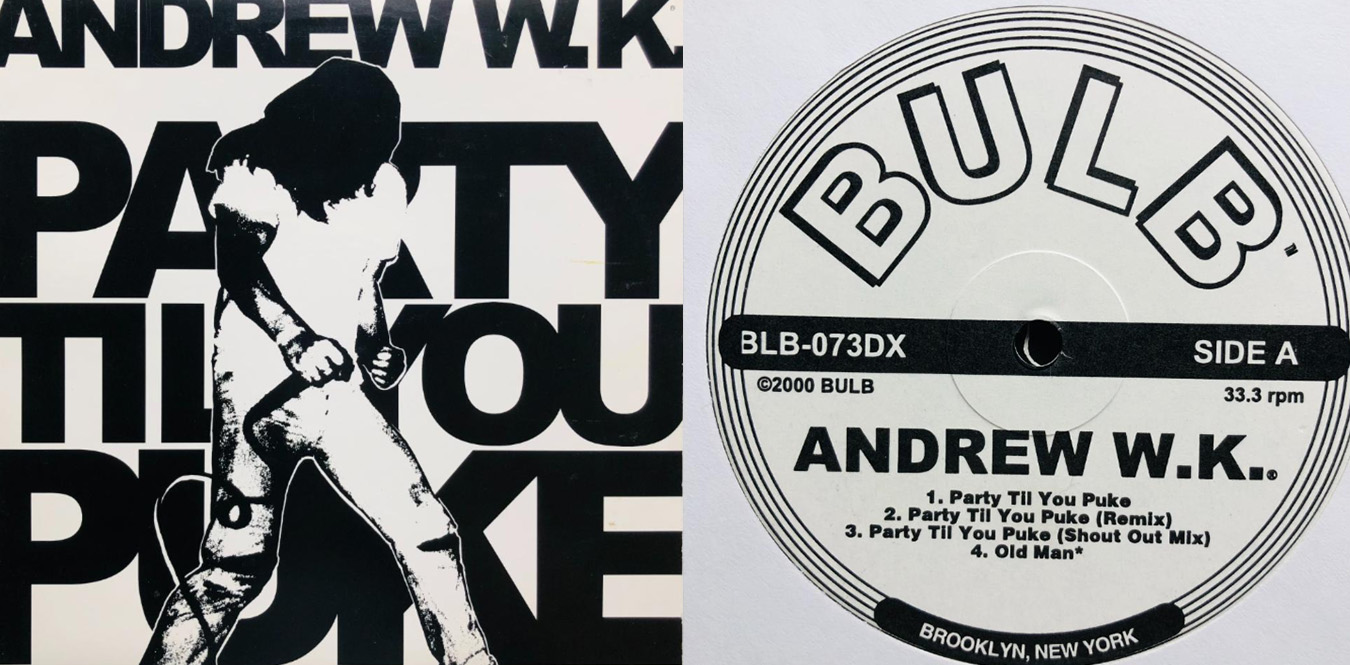 ANDREW W.K.
PARTY
TIL YOU
PUKE
BULB
BLB-073DX
SIDE A
©2000 BULB
33.3 rpm
ANDREW W.K.
1. Party Til You Puke
2. Party Til You Puke (Remix)
3. Party Til You Puke (Shout Out Mix)
4. Old Man*
BROOKLYN, NEW YORK